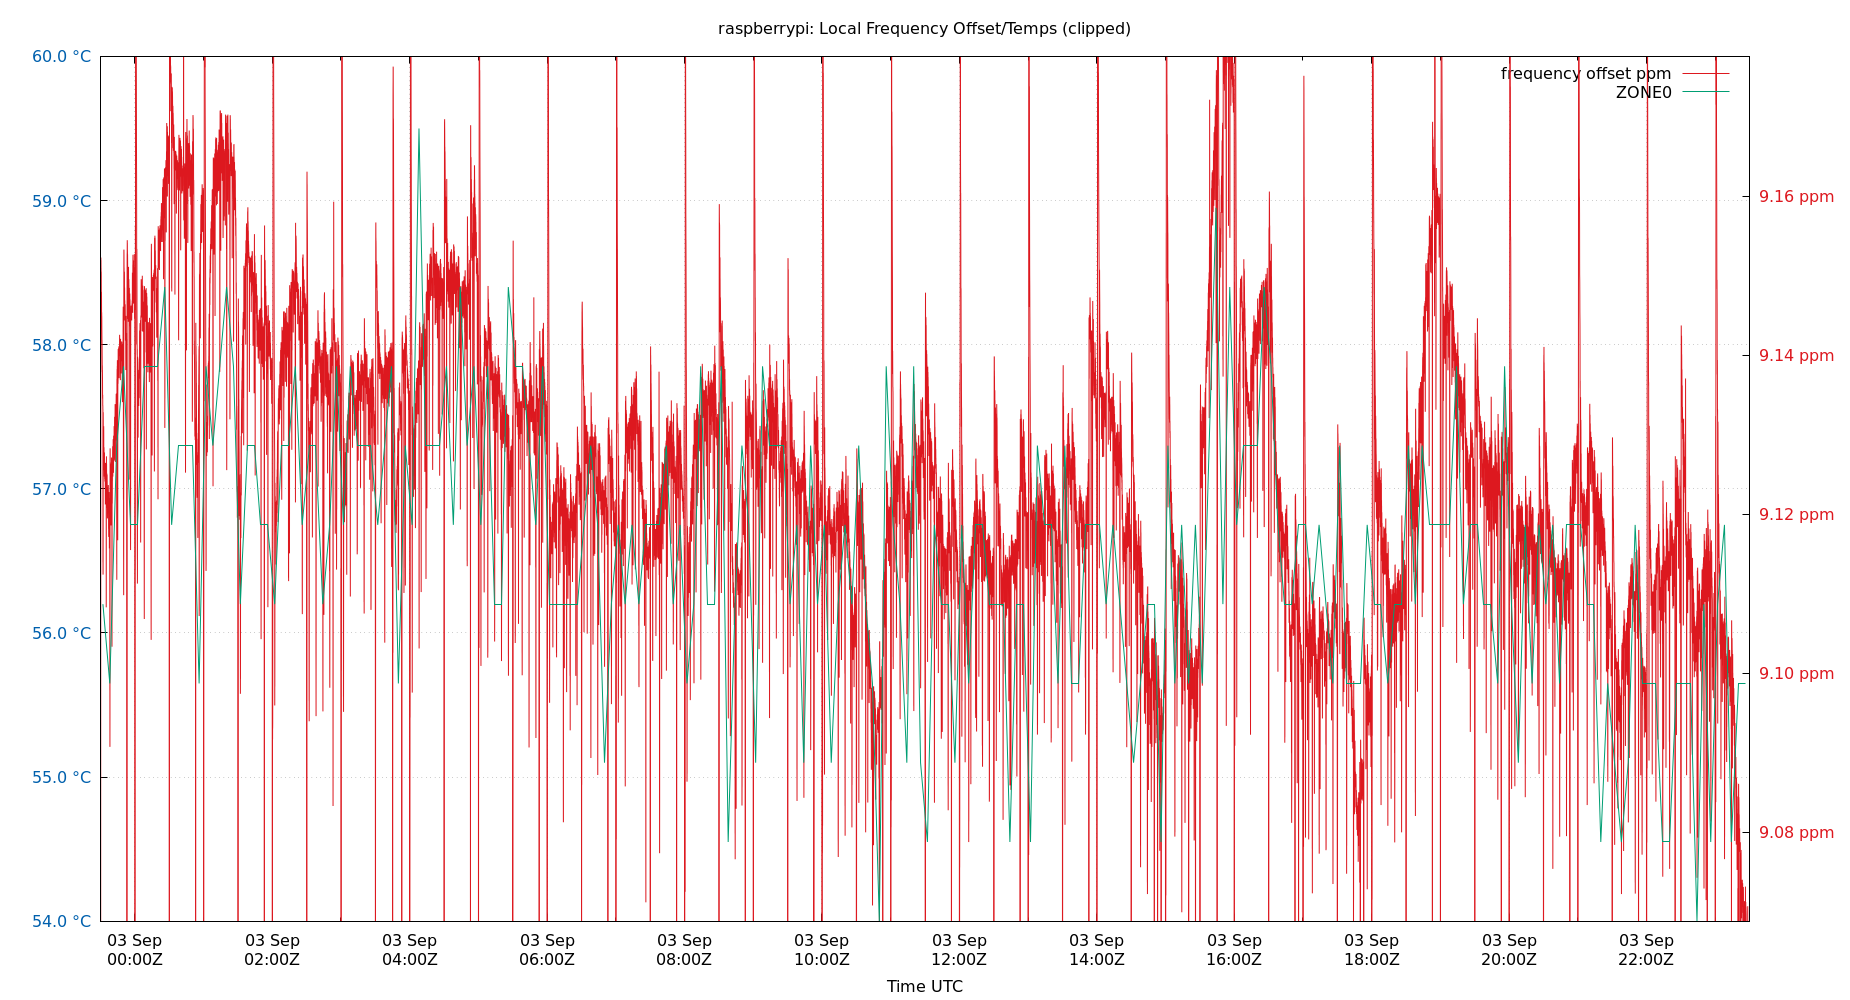 raspberrypi: Local Frequency Offset/Temps (clipped)
60.0 °C
59.0 °C
58.0 °C
57.0 °C
56.0 °C
55.0 °C
54.0 °C
frequency offset ppm
ZONE0
9.16 ppm
9.14 ppm
9.12 ppm
9.10 ppm
9.08 ppm
03 Sep 03 Sep 03 Sep 03 Sep 03 Sep 03 Sep 03 Sep 03 Sep 03 Sep 03 Sep 03 Sep 03 Sep
00:00Z 02:00Z 04:00Z 06:00Z 08:00Z 10:00Z 12:00Z 14:00Z 16:00Z 18:00Z 20:00Z 22:00Z
Time UTC